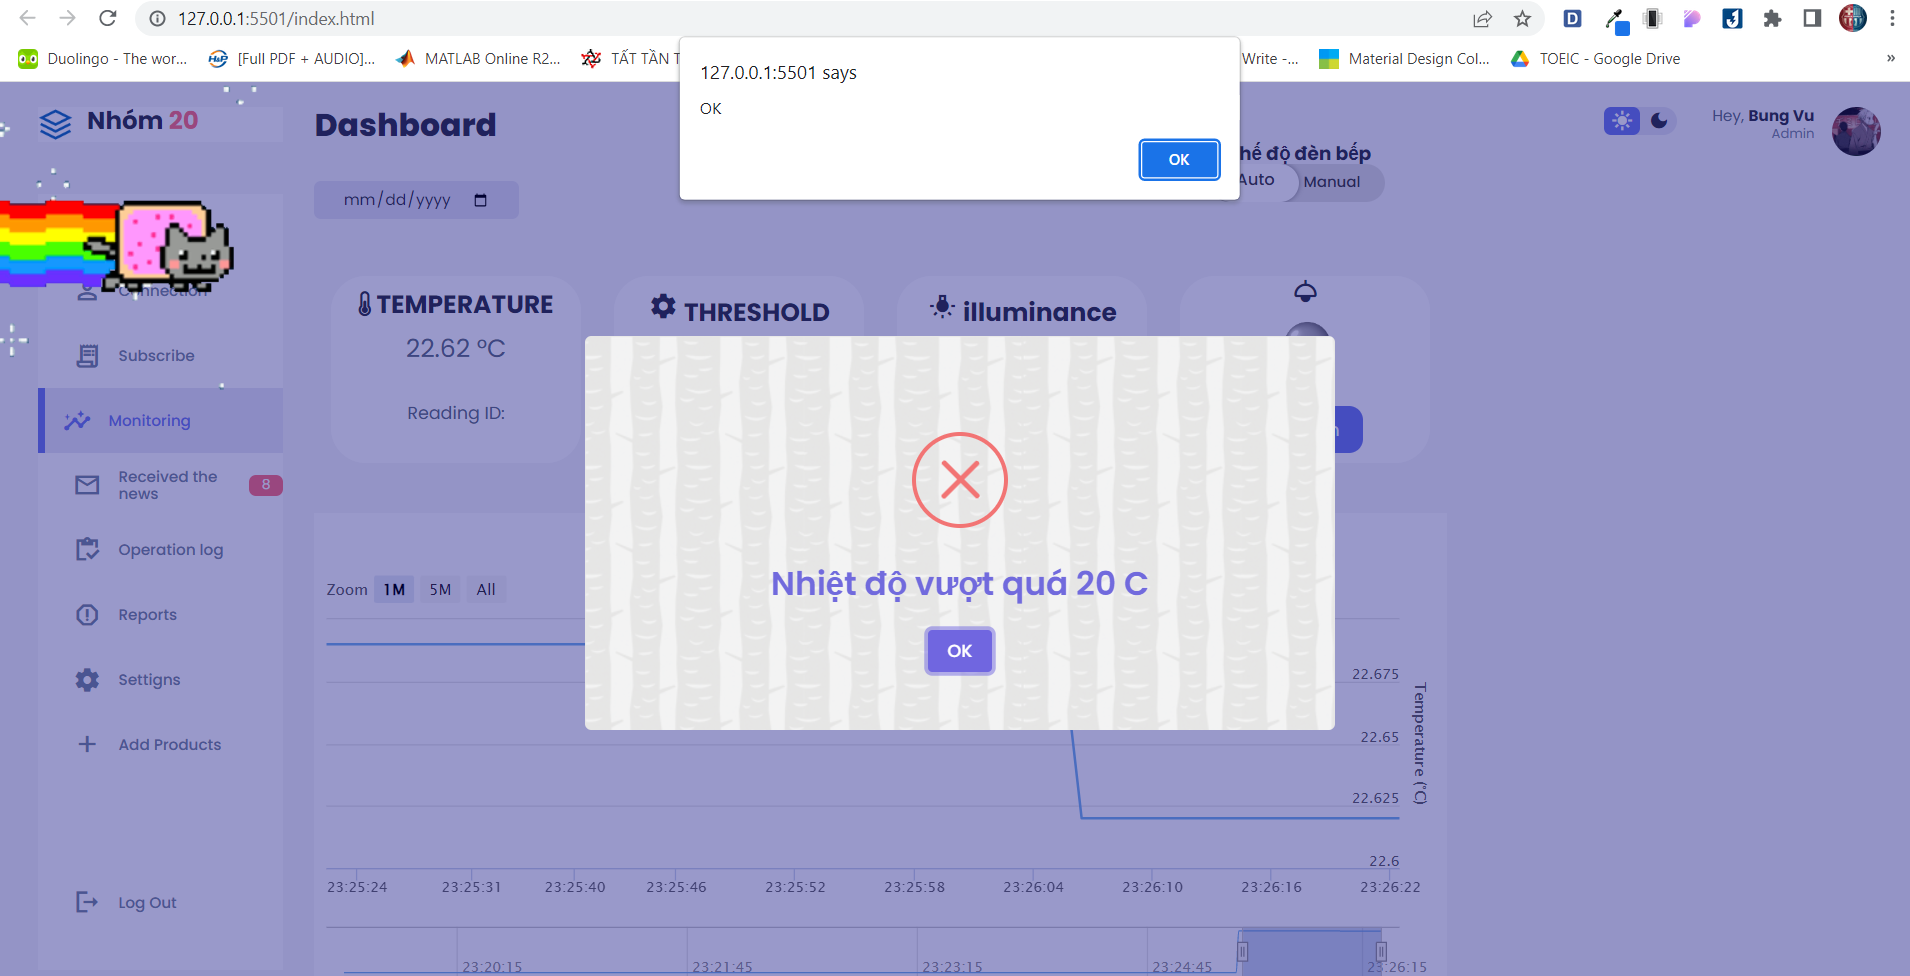 127.0.0.1:5501/index.html
Duolingo - The wor...
[Full PDF + AUDIO]...
MATLAB Online R2...
TẤT TẦN T
Write -...
Material Design Col...
TOEIC - Google Drive
»
127.0.0.1:5501 says
OK
OK
Nhóm 20
Dashboard
hế độ đèn bếp
Auto
Manual
Hey, Bung Vu
Admin
mm/dd/yyyy
Connection
Subscribe
Monitoring
Received the
news
8
Operation log
Reports
Settigns
Add Products
Log Out
TEMPERATURE
22.62 °C
Reading ID:
THRESHOLD
illuminance
Nhiệt độ vượt quá 20 C
OK
Zoom 1M 5M All
22.675
22.65
22.625
22.6
Temperature (°C)
23:25:24 23:25:31 23:25:40 23:25:46 23:25:52 23:25:58 23:26:04 23:26:10 23:26:16 23:26:22
23:20:15 23:21:45 23:23:15 23:24:45 23:26:15